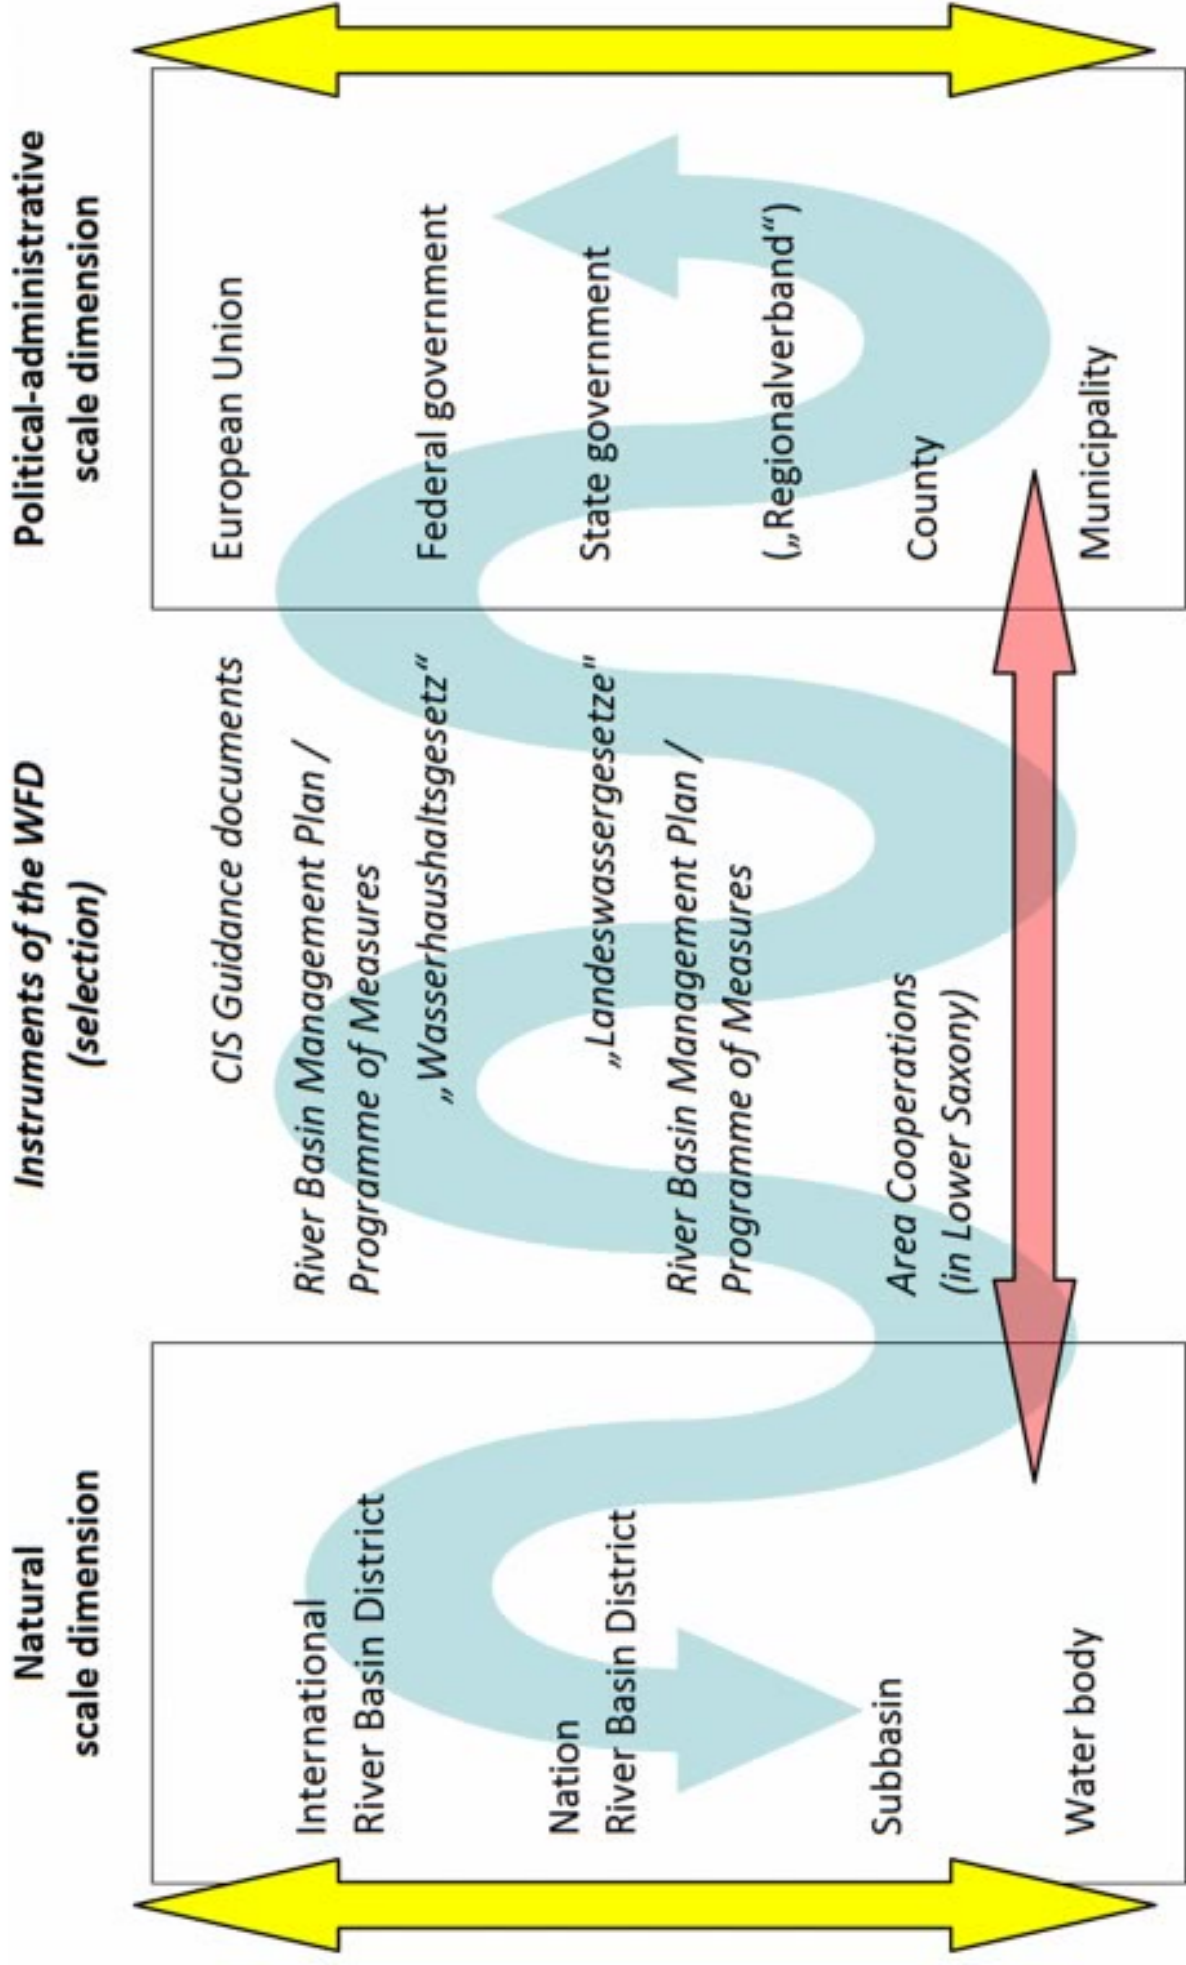 Natural
scale dimension
International
River Basin District
Nation
River Basin District
Subbasin
Water body
Instruments of the WFD
(selection)
CIS Guidance documents
River Basin Management Plan /
Programme of Measures
„Wasserhaushaltsgesetz“
„Landeswassergesetze"
River Basin Management Plan /
Programme of Measures
Area Cooperations
(in Lower Saxony)
Political-administrative
scale dimension
European Union
Federal government
State government
(„Regionalverband“)
County
Municipality